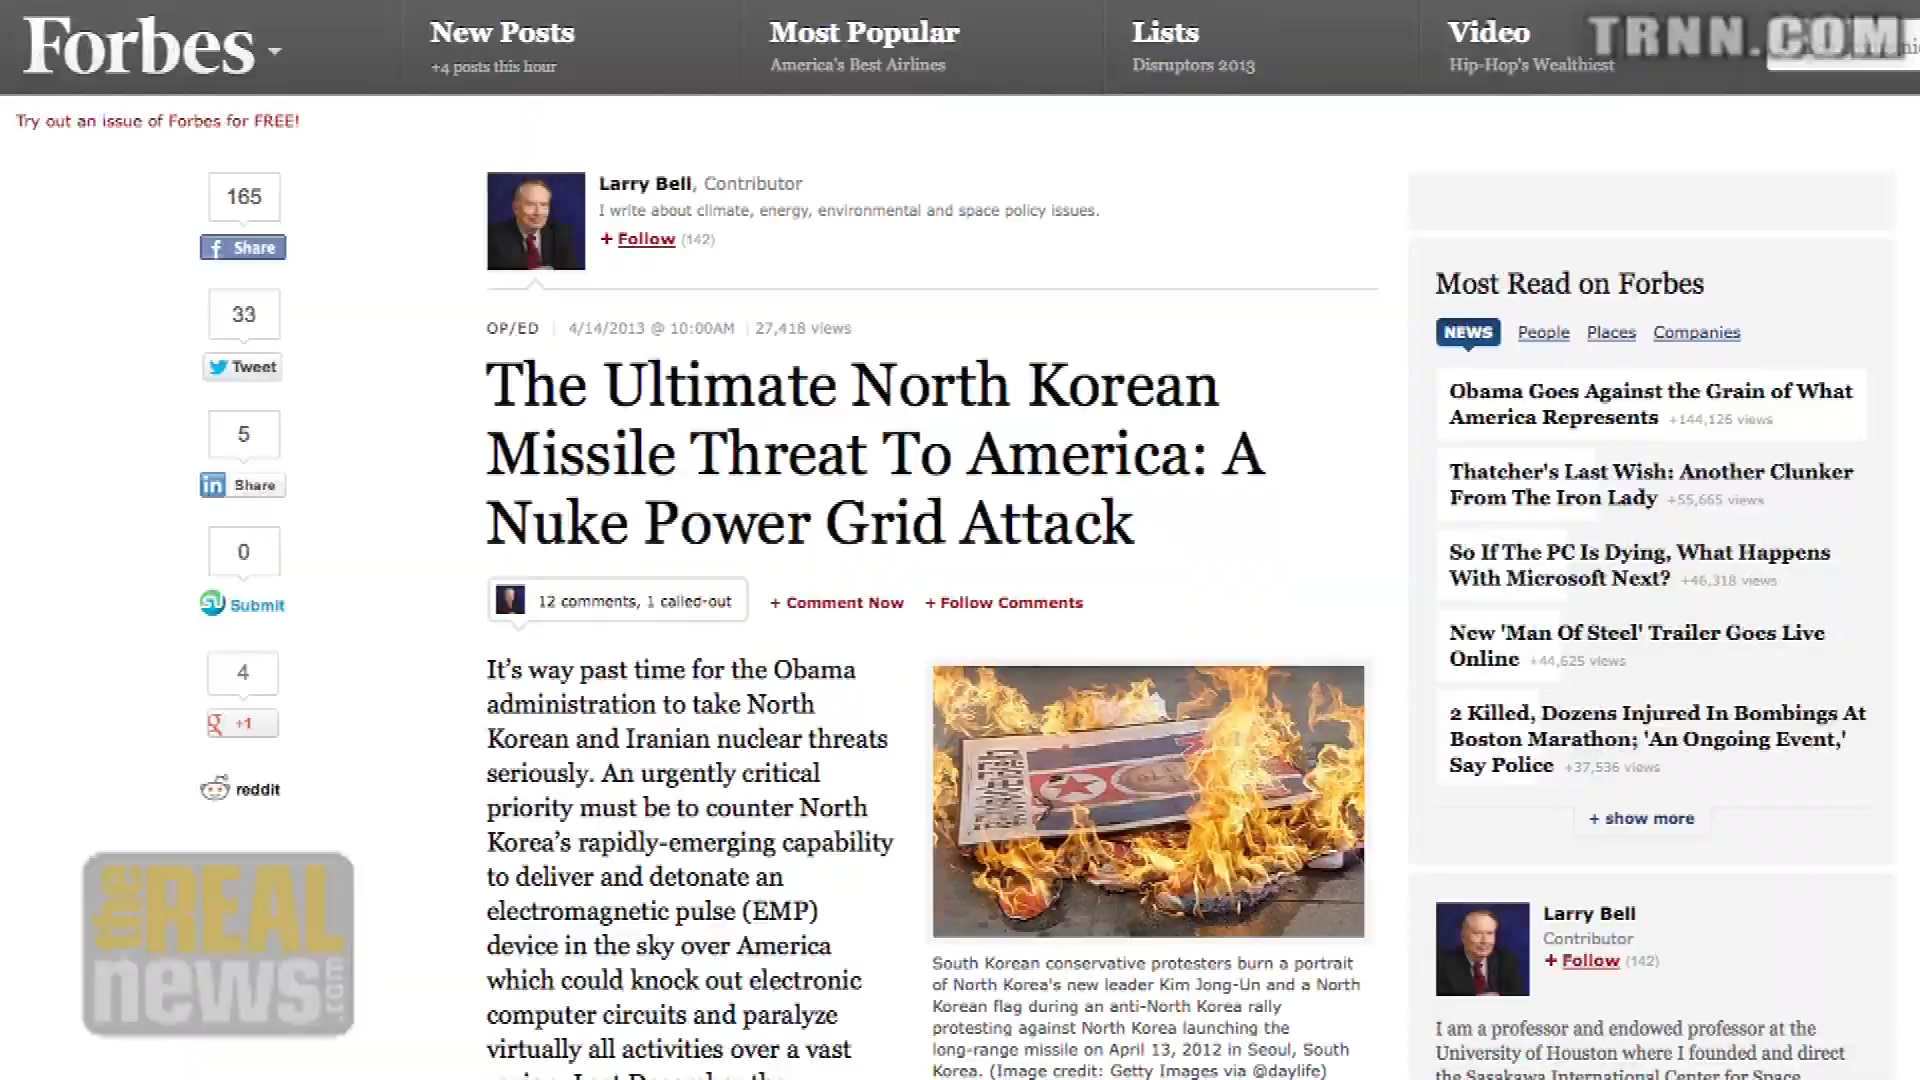 Forbes
New Posts
+4 posts this hour
Most Popular
America's Best Airlines
Lists
Disruptors 2013
Video
Hip-Hop's Wealthiest
TRNN.COM
Try out an issue of Forbes for FREE!
165
Share
33
Tweet
5
in Share
0
Submit
4
+1
reddit
the REAL
news.com
Larry Bell, Contributor
I write about climate, energy, environmental and space policy issues.
+ Follow (142)
OP/ED | 4/14/2013 @ 10:00AM | 27,418 views
The Ultimate North Korean
Missile Threat To America: A
Nuke Power Grid Attack
12 comments, 1 called-out
+ Comment Now
+ Follow Comments
It's way past time for the Obama
administration to take North
Korean and Iranian nuclear threats
seriously. An urgently critical
priority must be to counter North
Korea's rapidly-emerging capability
to deliver and detonate an
electromagnetic pulse (EMP)
device in the sky over America
which could knock out electronic
computer circuits and paralyze
virtually all activities over a vast
South Korean conservative protesters burn a portrait
of North Korea's new leader Kim Jong-Un and a North
Korean flag during an anti-North Korea rally
protesting against North Korea launching the
long-range missile on April 13, 2012 in Seoul, South
Korea. (Image credit: Getty Images via @daylife)
Most Read on Forbes
NEWS People Places Companies
Obama Goes Against the Grain of What
America Represents +144,126 views
Thatcher's Last Wish: Another Clunker
From The Iron Lady +55,665 views
So If The PC Is Dying, What Happens
With Microsoft Next? +46,318 views
New 'Man Of Steel' Trailer Goes Live
Online +44,625 views
2 Killed, Dozens Injured In Bombings At
Boston Marathon; 'An Ongoing Event,'
Say Police +37,536 views
+ show more
Larry Bell
Contributor
+ Follow (142)
I am a professor and endowed professor at the
University of Houston where I founded and direct
the Sasakawa International Center for Space